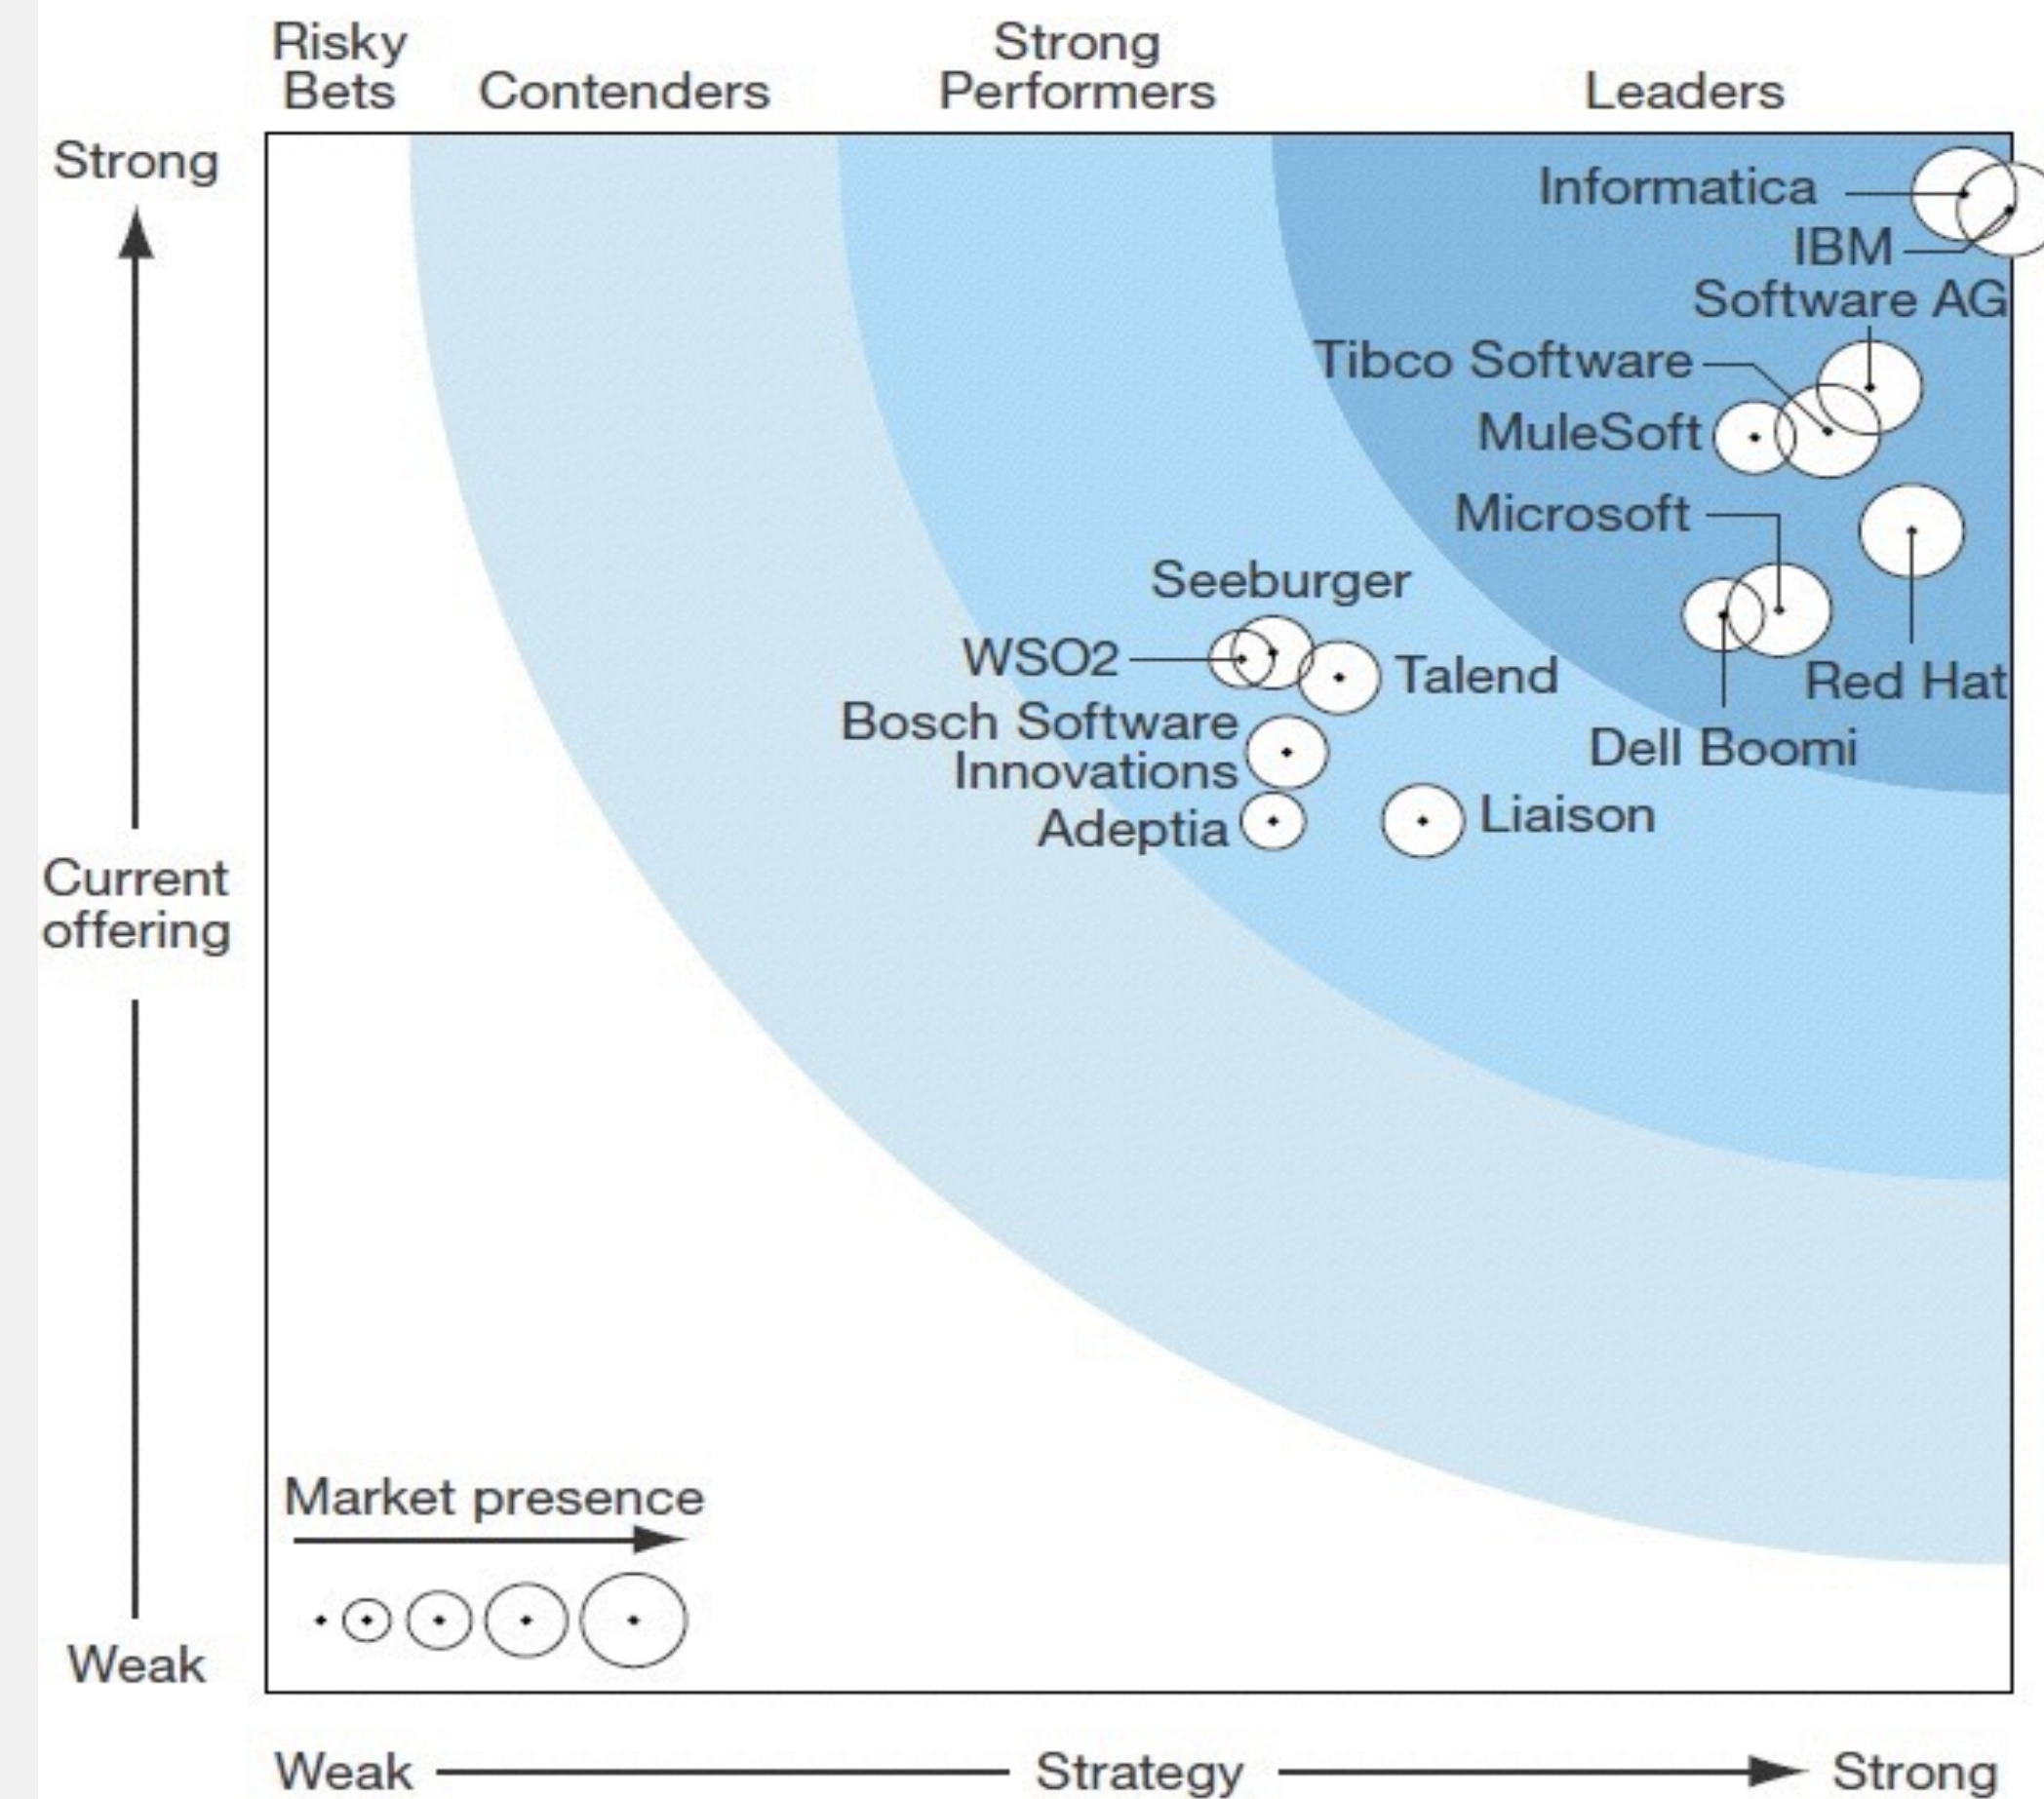 Risky
Bets
Contenders
Strong
Performers
Leaders
Strong
Informatica
IBM
Software AG
Tibco Software
MuleSoft
Microsoft
Seeburger
WSO2
Talend
Red Hat
Bosch Software
Innovations
Dell Boomi
Adeptia
Liaison
Current
offering
Market presence
Weak
Weak
Strategy
Strong